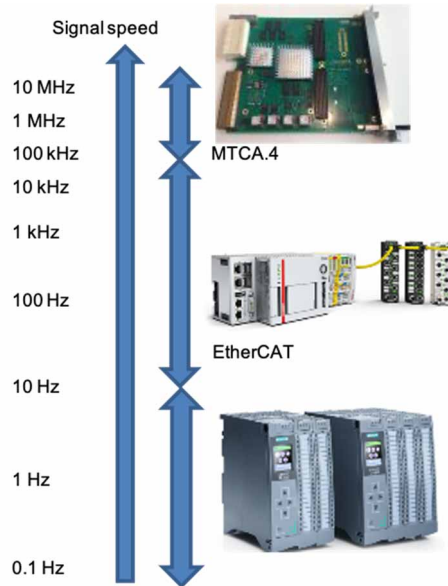 Signal speed
10 MHz
1 MHz
100 kHz
MTCA.4
10 kHz
1 kHz
100 Hz
EtherCAT
10 Hz
1 Hz
0.1 Hz